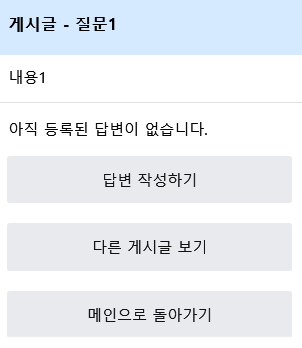 게시글 - 질문1
내용1
아직 등록된 답변이 없습니다.
답변 작성하기
다른 게시글 보기
메인으로 돌아가기